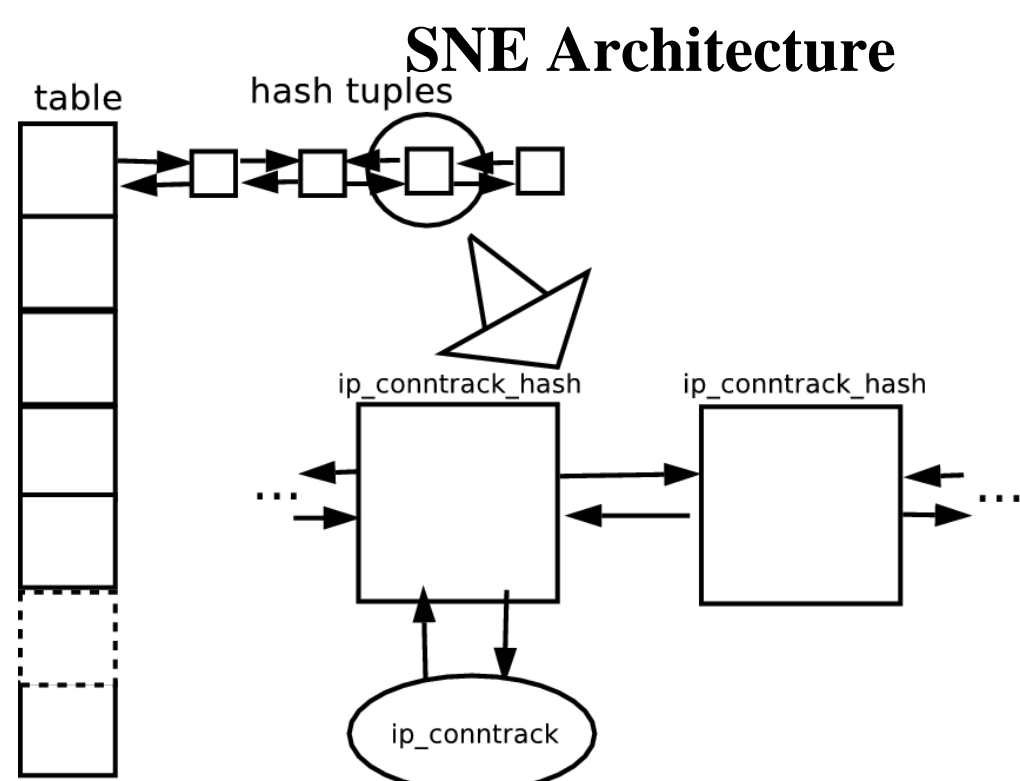 SNE Architecture
table
hash tuples
ip_conntrack_hash
ip_conntrack_hash
...
...
ip_conntrack